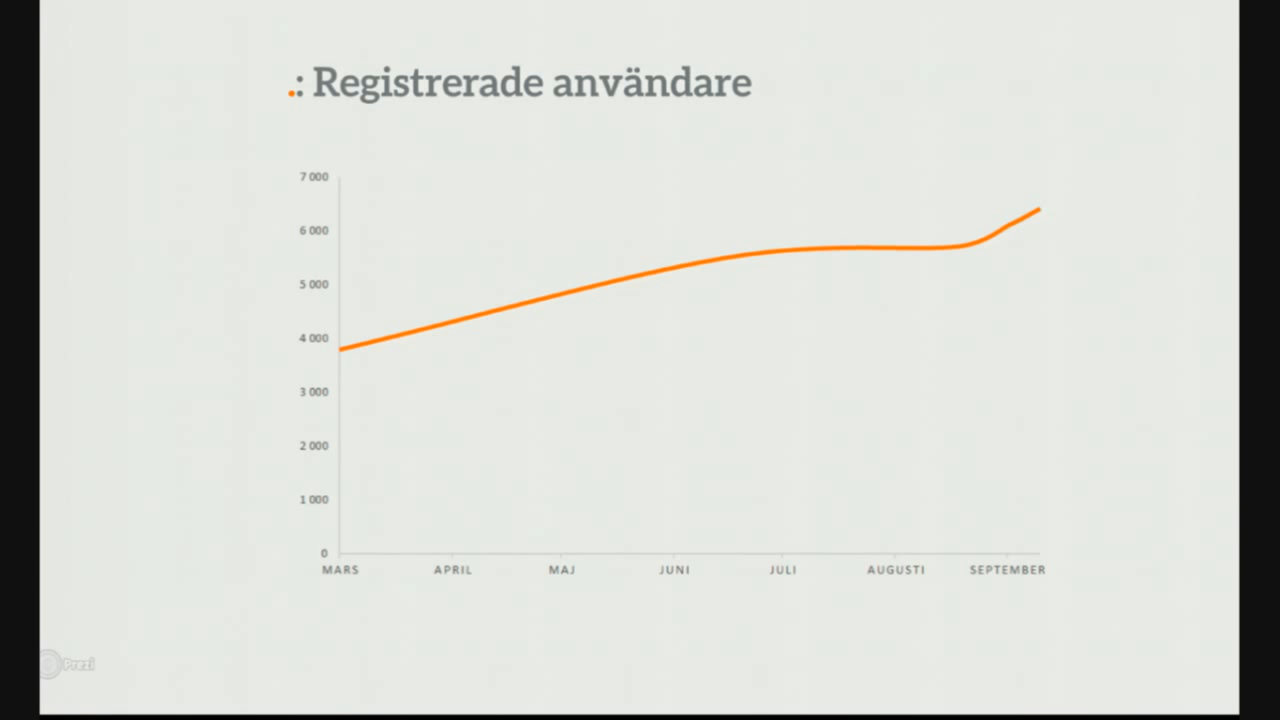 .: Registrerade användare
7 000
6 000
5 000
4 000
3 000
2 000
1 000
0
MARS APRIL MAJ JUNI JULI AUGUSTI SEPTEMBER
Prezi